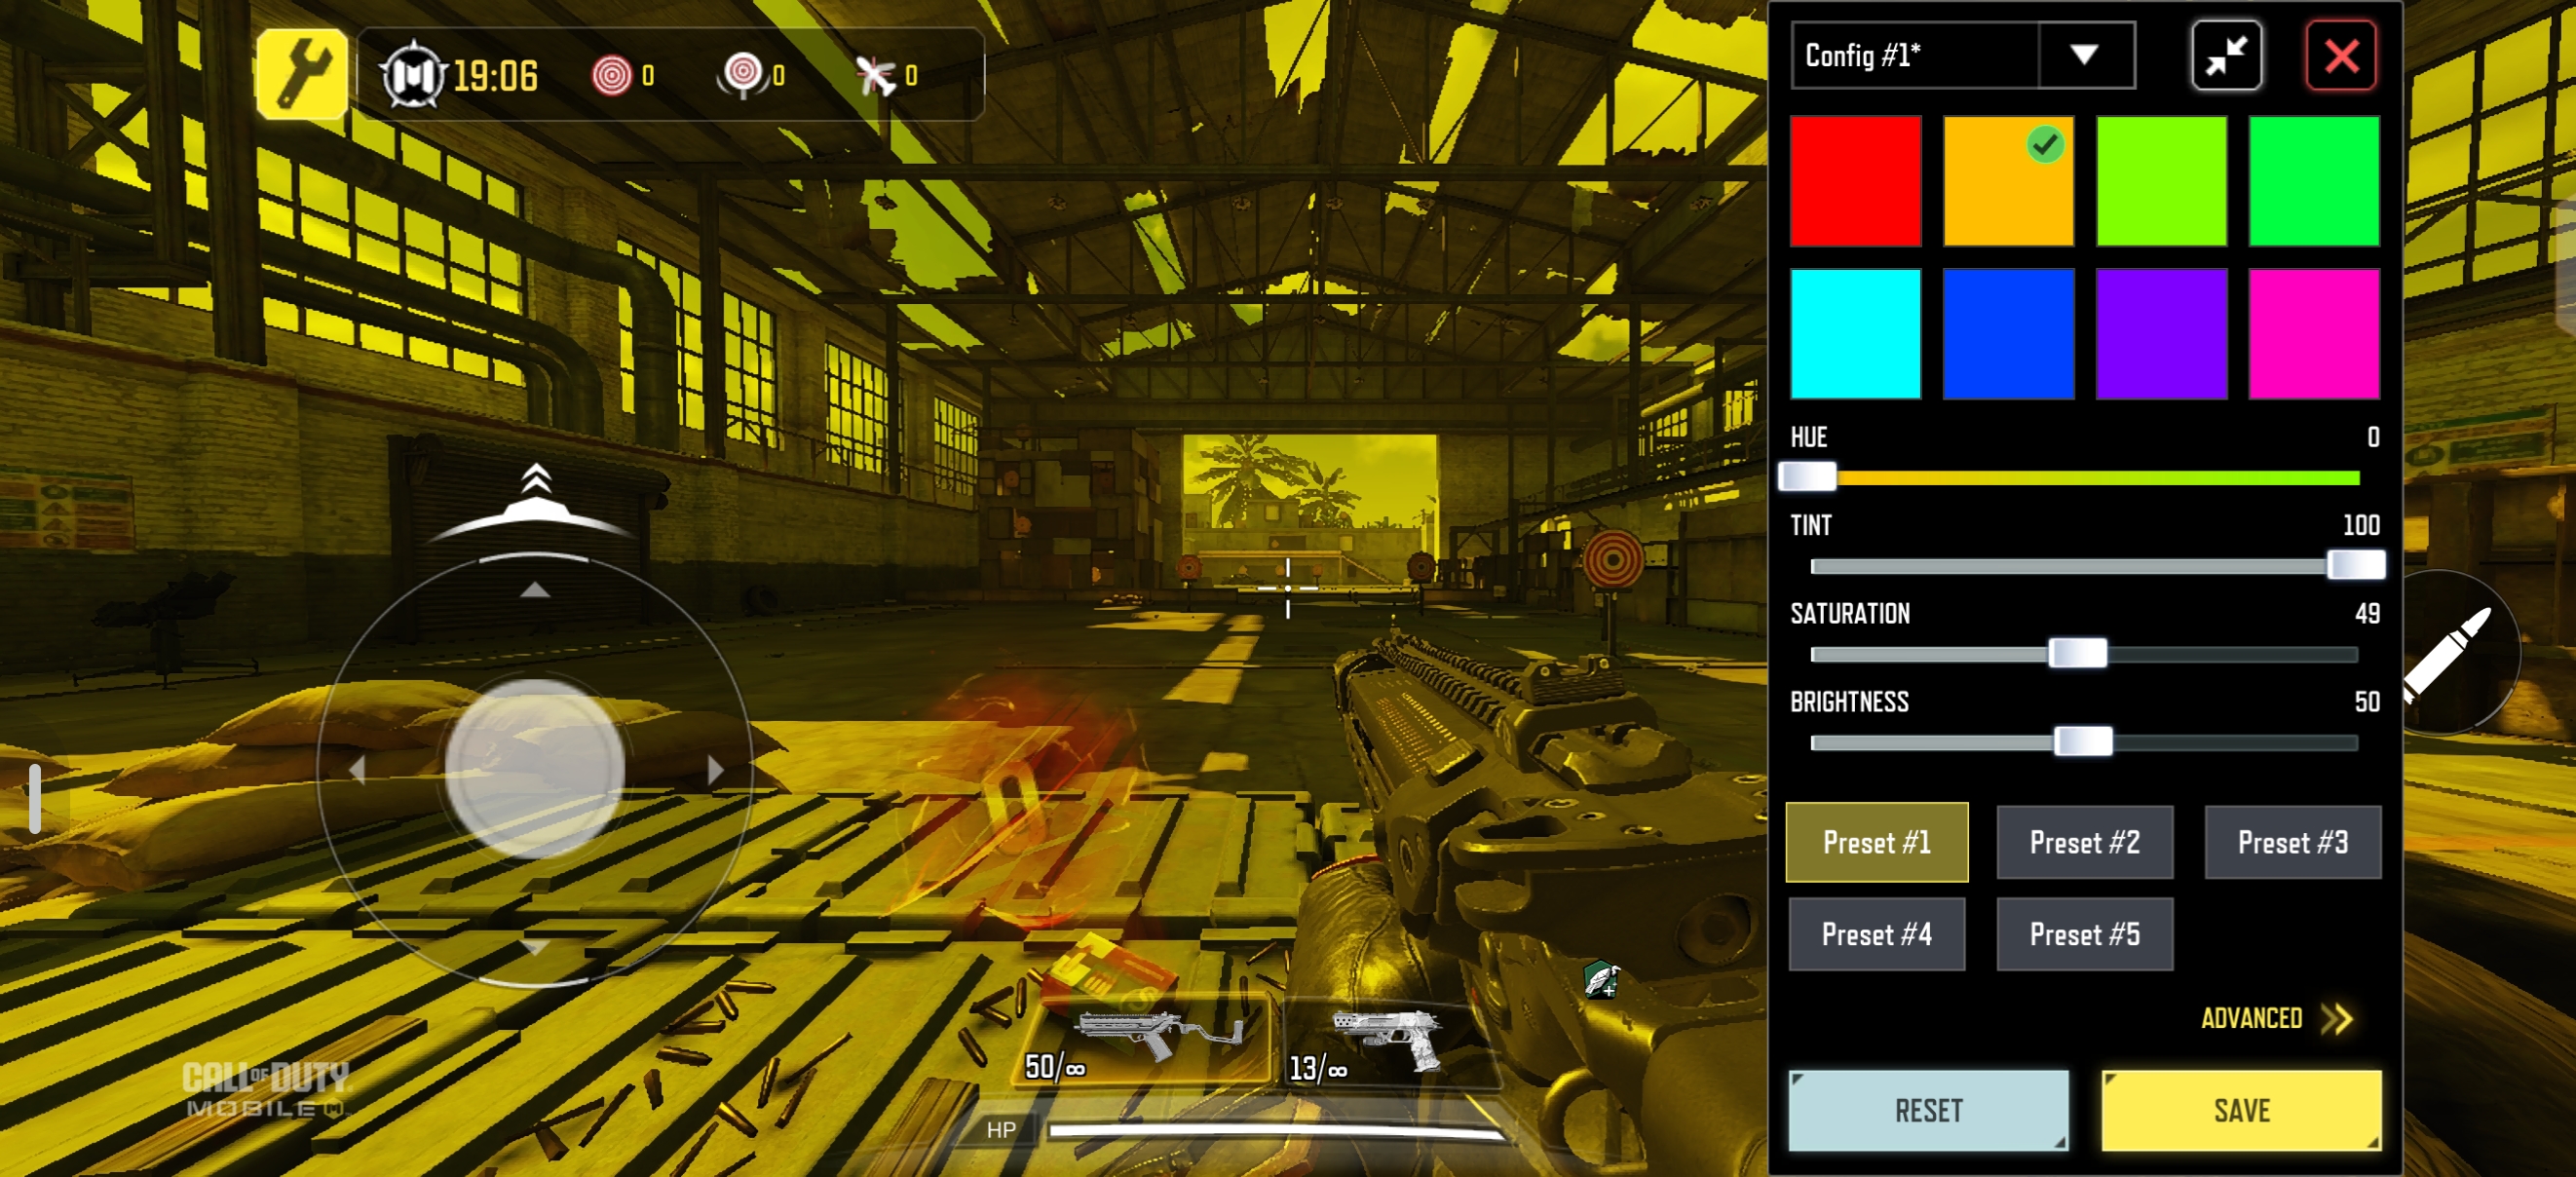 19:06
0
0
0
Config #1*
HUE
0
TINT
100
SATURATION
49
BRIGHTNESS
50
Preset #1
Preset #2
Preset #3
Preset #4
Preset #5
ADVANCED
RESET
SAVE
50/∞
13/∞
HP
CALL OF DUTY
MOBILE